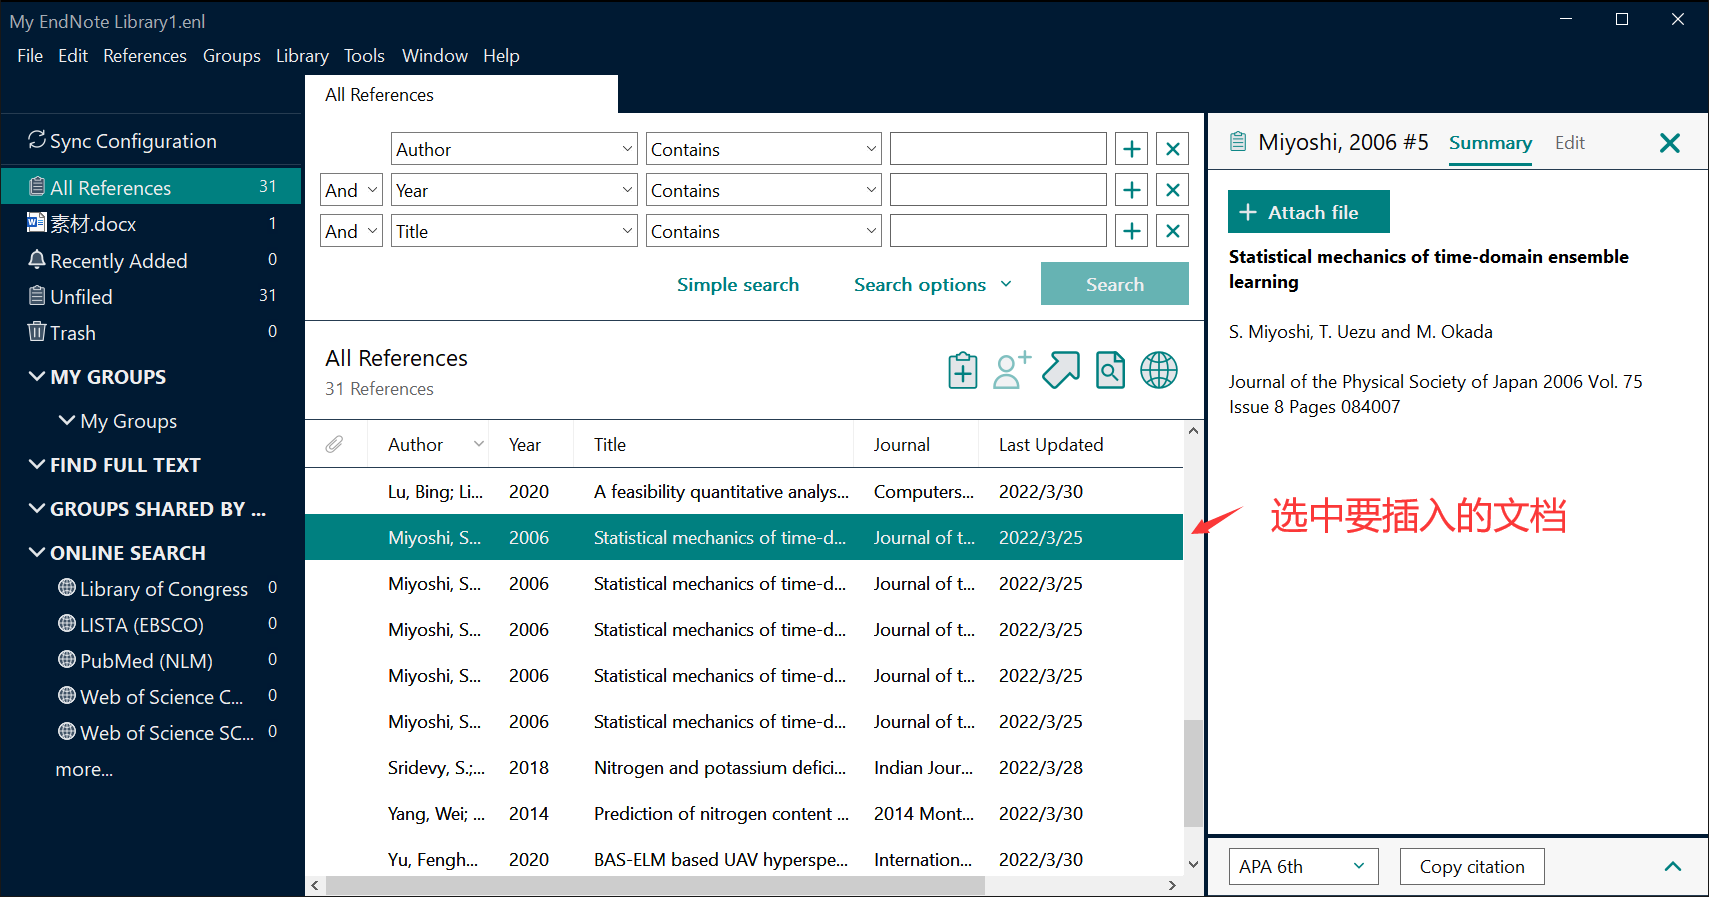 My EndNote Library1.enl
File Edit References Groups Library Tools Window Help
All References
Sync Configuration
All References 31
素材.docx 1
Recently Added 0
Unfiled 31
Trash 0
MY GROUPS
My Groups
FIND FULL TEXT
GROUPS SHARED BY ...
ONLINE SEARCH
Library of Congress 0
LISTA (EBSCO) 0
PubMed (NLM) 0
Web of Science C... 0
Web of Science SC... 0
more...
Author Contains
And Year Contains
And Title Contains
Simple search Search options Search
All References
31 References
Author Year Title Journal Last Updated
Lu, Bing; Li... 2020 A feasibility quantitative analys... Computers... 2022/3/30
Miyoshi, S... 2006 Statistical mechanics of time-d... Journal of t... 2022/3/25
Miyoshi, S... 2006 Statistical mechanics of time-d... Journal of t... 2022/3/25
Miyoshi, S... 2006 Statistical mechanics of time-d... Journal of t... 2022/3/25
Miyoshi, S... 2006 Statistical mechanics of time-d... Journal of t... 2022/3/25
Miyoshi, S... 2006 Statistical mechanics of time-d... Journal of t... 2022/3/25
Sridevy, S.;... 2018 Nitrogen and potassium defici... Indian Jour... 2022/3/28
Yang, Wei; ... 2014 Prediction of nitrogen content ... 2014 Mont... 2022/3/30
Yu, Fengh... 2020 BAS-ELM based UAV hyperspe... Internation... 2022/3/30
Miyoshi, 2006 #5 Summary Edit
+ Attach file
Statistical mechanics of time-domain ensemble
learning
S. Miyoshi, T. Uezu and M. Okada
Journal of the Physical Society of Japan 2006 Vol. 75
Issue 8 Pages 084007
选中要插入的文档
APA 6th Copy citation